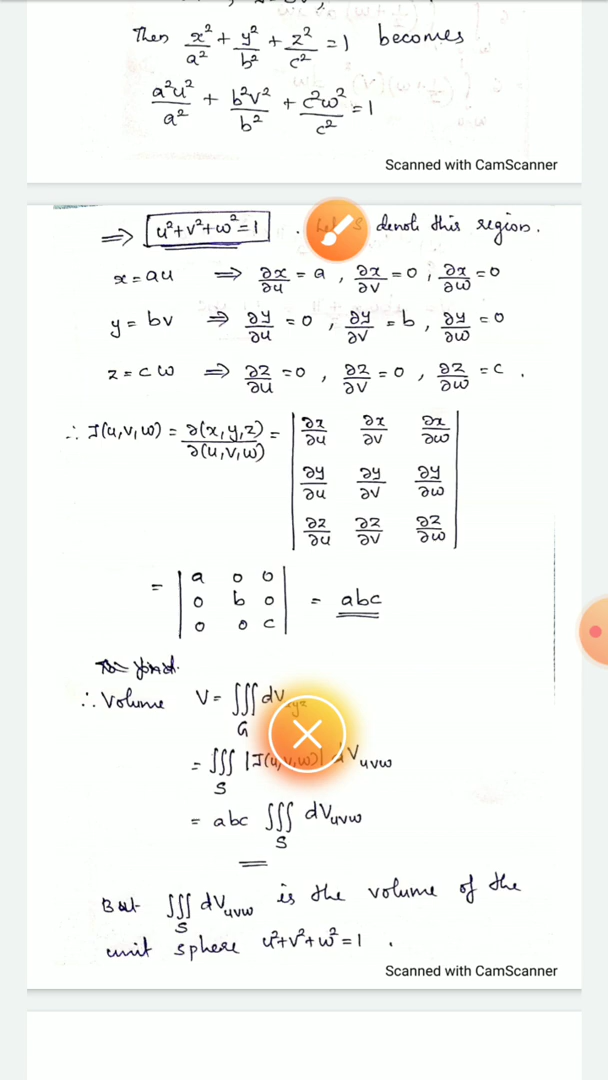 Then x²/a² + y²/b² + z²/c² = 1 becomes
a²u²/a² + b²v²/b² + c²w²/c² = 1
Scanned with CamScanner
⇒ u²+v²+w²=1 . S denote this region.
x = au ⇒ ∂x/∂u = a , ∂x/∂v = 0 , ∂x/∂w = 0
y = bv ⇒ ∂y/∂u = 0 , ∂y/∂v = b , ∂y/∂w = 0
z = cw ⇒ ∂z/∂u = 0 , ∂z/∂v = 0 , ∂z/∂w = c .
∴ J(u,v,w) = ∂(x,y,z)/∂(u,v,w) = | ∂x/∂u ∂x/∂v ∂x/∂w |
| ∂y/∂u ∂y/∂v ∂y/∂w |
| ∂z/∂u ∂z/∂v ∂z/∂w |
= | a 0 0 |
| 0 b 0 | = abc
| 0 0 c |
∴ Volume V = ∭_G dV_xyz
= ∭_S |J(u,v,w)| dV_uvw
= abc ∭_S dV_uvw
But ∭_S dV_uvw is the volume of the
unit sphere u²+v²+w²=1 .
Scanned with CamScanner